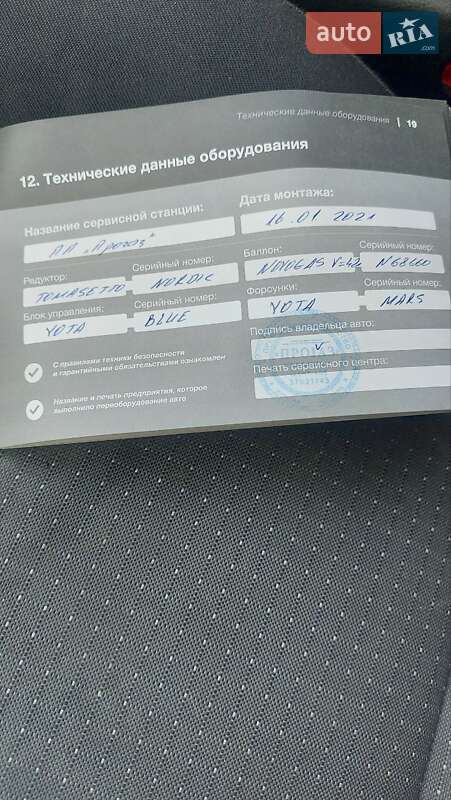 auto RIA.com
Технические данные оборудования | 19
12. Технические данные оборудования
Название сервисной станции:
Дата монтажа:
АП "Прогаз"
16.01 2021
Редуктор:
Серийный номер:
Баллон:
Серийный номер:
TOMASETTO
NORDIC
NOVOGAS V=42
N68600
Блок управления:
Серийный номер:
Форсунки:
Серийный номер:
YOTA
BLUE
YOTA
MARS
Подпись владельца авто:
ПРОГАЗ
V
С правилами техники безопасности
и гарантийными обязательствами ознакомлен
Печать сервисного центра:
Название и печать предприятия, которое
выполнило переоборудование авто